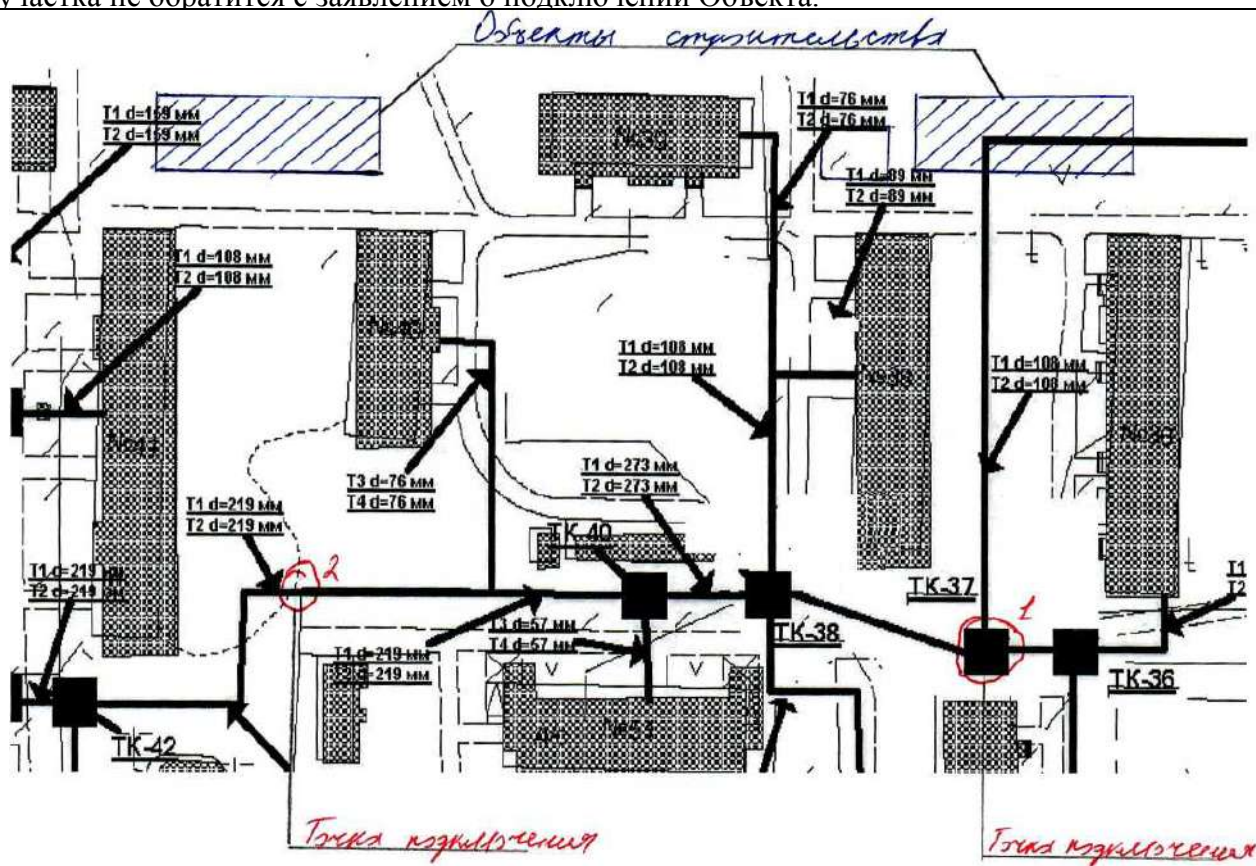 участка не обратится с заявлением о подключении Объекта.
Объекты строительства
T1 d=159 мм
T2 d=159 мм
T1 d=76 мм
T2 d=76 мм
T1 d=89 мм
T2 d=89 мм
T1 d=108 мм
T2 d=108 мм
T1 d=108 мм
T2 d=108 мм
T1 d=108 мм
T2 d=108 мм
T3 d=76 мм
T4 d=76 мм
T1 d=273 мм
T2 d=273 мм
T1 d=219 мм
T2 d=219 мм
ТК-40
2
T1 d=219 мм
T2 d=219 мм
ТК-37
1
T1
T2
T3 d=57 мм
T4 d=57 мм
ТК-38
T1 d=219 мм
T2 d=219 мм
ТК-36
№53
ТК-42
Точка подключения
Точка подключения